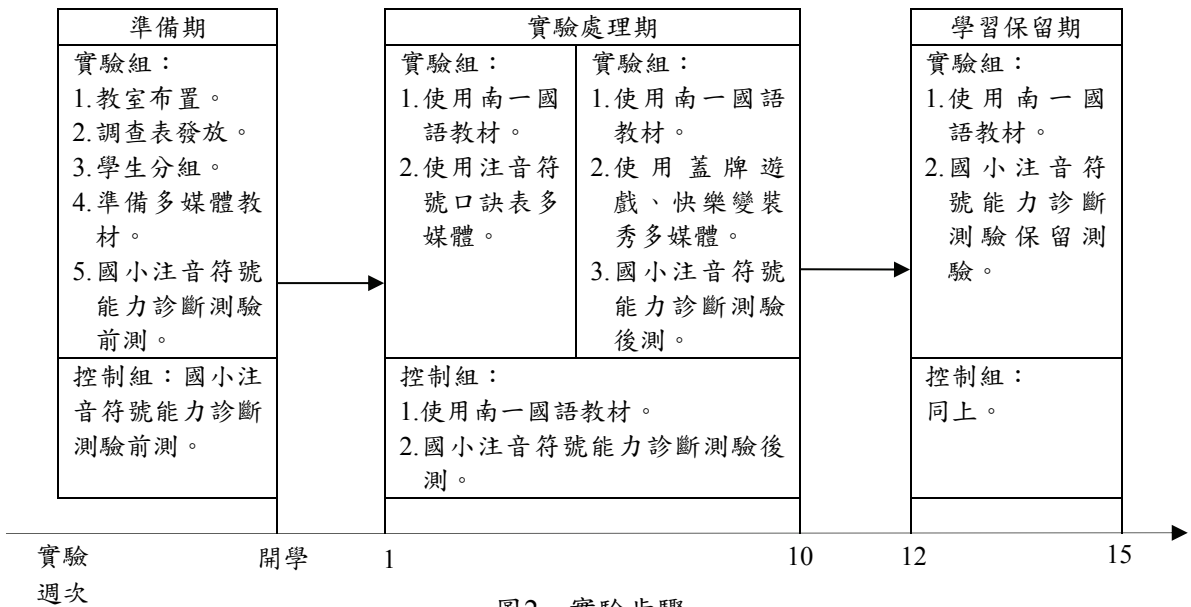 準備期
實驗組：
1.教室布置。
2.調查表發放。
3.學生分組。
4.準備多媒體教
材。
5.國小注音符號
能力診斷測驗
前測。
控制組：國小注
音符號能力診斷
測驗前測。
實驗處理期
實驗組：
1.使用南一國
語教材。
2.使用注音符
號口訣表多
媒體。
實驗組：
1.使用南一國語
教材。
2.使用蓋牌遊
戲、快樂變裝
秀多媒體。
3.國小注音符號
能力診斷測驗
後測。
控制組：
1.使用南一國語教材。
2.國小注音符號能力診斷測驗後
測。
學習保留期
實驗組：
1.使用南一國
語教材。
2.國小注音符
號能力診斷
測驗保留測
驗。
控制組：
同上。
實驗
週次
開學
1
10
12
15
圖2 實驗步驟